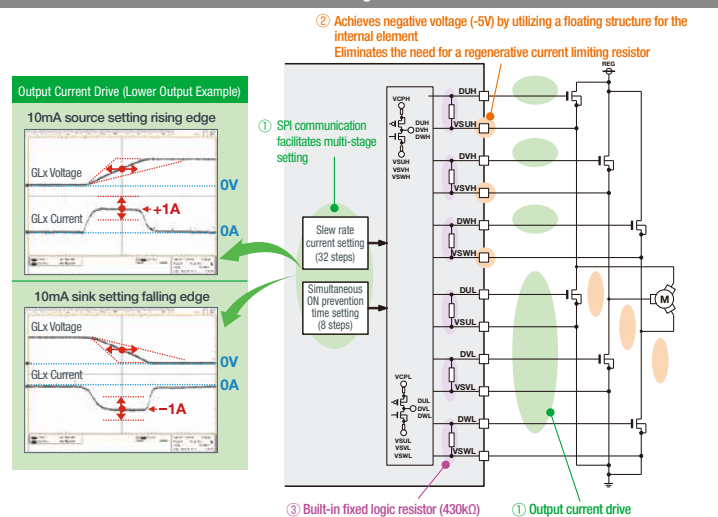 ② Achieves negative voltage (-5V) by utilizing a floating structure for the
internal element
Eliminates the need for a regenerative current limiting resistor
Output Current Drive (Lower Output Example)
10mA source setting rising edge
GLx Voltage
0V
GLx Current
+1A
0A
10mA sink setting falling edge
GLx Voltage
0V
GLx Current
0A
−1A
① SPI communication
facilitates multi-stage
setting
Slew rate
current setting
(32 steps)
Simultaneous
ON prevention
time setting
(8 steps)
VCPH
DUH
DVH
DWH
VSUH
VSVH
VSWH
VCPL
DUL
DVL
DWL
VSUL
VSVL
VSWL
DUH
VSUH
DVH
VSVH
DWH
VSWH
DUL
VSUL
DVL
VSVL
DWL
VSWL
REG
M
③ Built-in fixed logic resistor (430kΩ)
① Output current drive